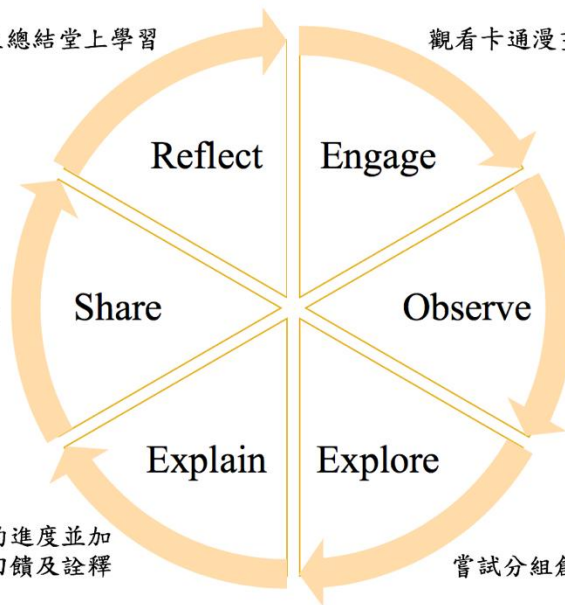 總結堂上學習
觀看卡通漫
Reflect
Engage
Share
Observe
Explain
Explore
進度並加
饋及詮釋
嘗試分組創